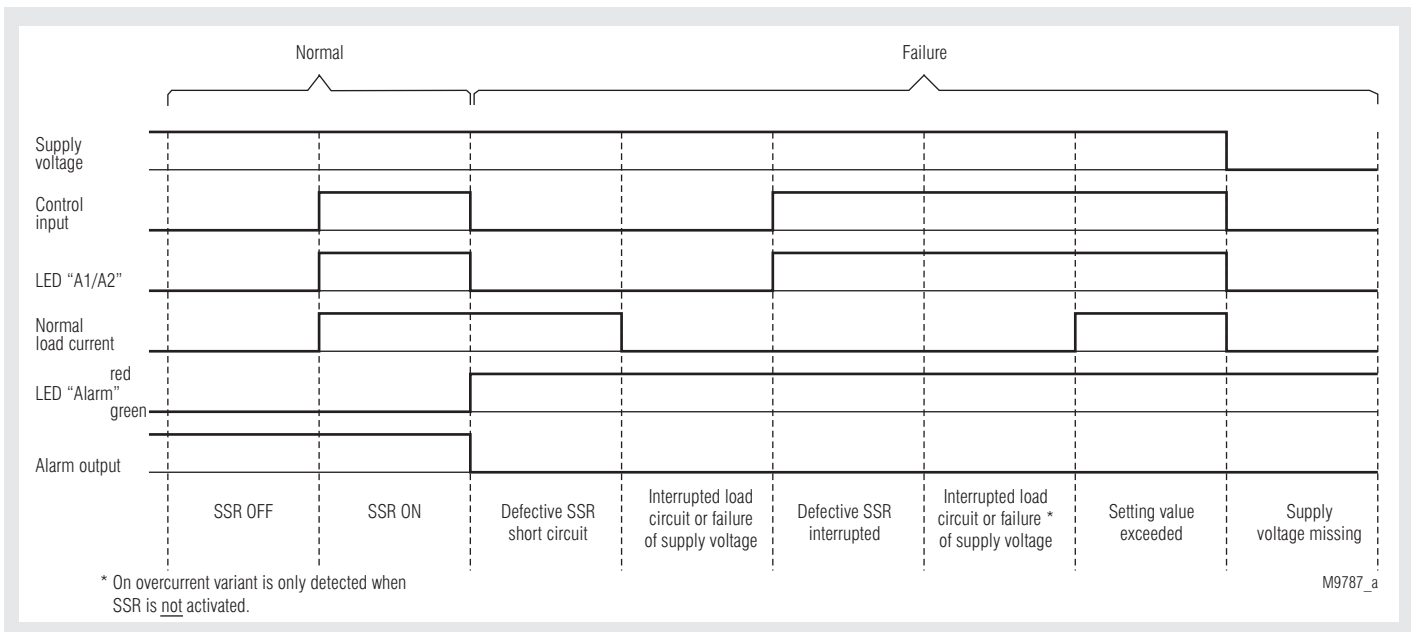 Normal
Failure
Supply
voltage
Control
input
LED “A1/A2”
Normal
load current
red
LED “Alarm”
green
Alarm output
SSR OFF
SSR ON
Defective SSR
short circuit
Interrupted load
circuit or failure
of supply voltage
Defective SSR
interrupted
Interrupted load
circuit or failure *
of supply voltage
Setting value
exceeded
Supply
voltage missing
* On overcurrent variant is only detected when
SSR is not activated.
M9787_a